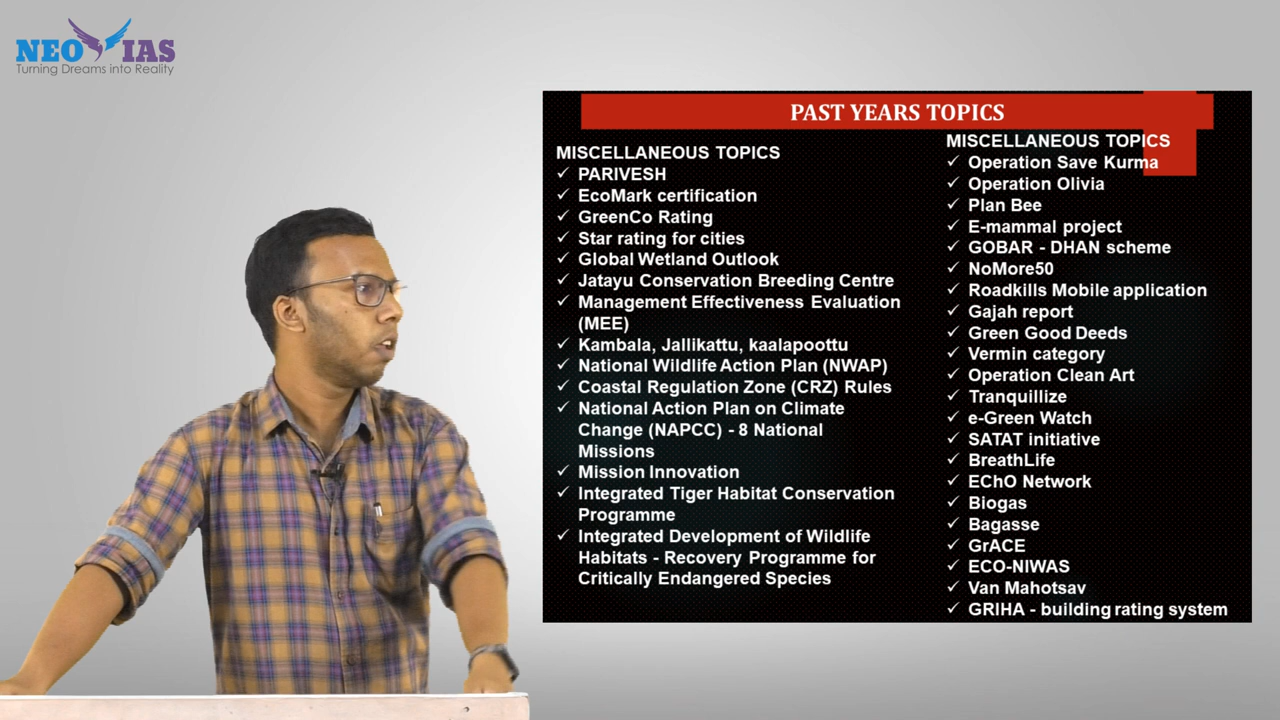 NEO IAS
Turning Dreams into Reality
PAST YEARS TOPICS
MISCELLANEOUS TOPICS
PARIVESH
EcoMark certification
GreenCo Rating
Star rating for cities
Global Wetland Outlook
Jatayu Conservation Breeding Centre
Management Effectiveness Evaluation
(MEE)
Kambala, Jallikattu, kaalapoottu
National Wildlife Action Plan (NWAP)
Coastal Regulation Zone (CRZ) Rules
National Action Plan on Climate
Change (NAPCC) - 8 National
Missions
Mission Innovation
Integrated Tiger Habitat Conservation
Programme
Integrated Development of Wildlife
Habitats - Recovery Programme for
Critically Endangered Species
MISCELLANEOUS TOPICS
Operation Save Kurma
Operation Olivia
Plan Bee
E-mammal project
GOBAR - DHAN scheme
NoMore50
Roadkills Mobile application
Gajah report
Green Good Deeds
Vermin category
Operation Clean Art
Tranquillize
e-Green Watch
SATAT initiative
BreathLife
EChO Network
Biogas
Bagasse
GrACE
ECO-NIWAS
Van Mahotsav
GRIHA - building rating system